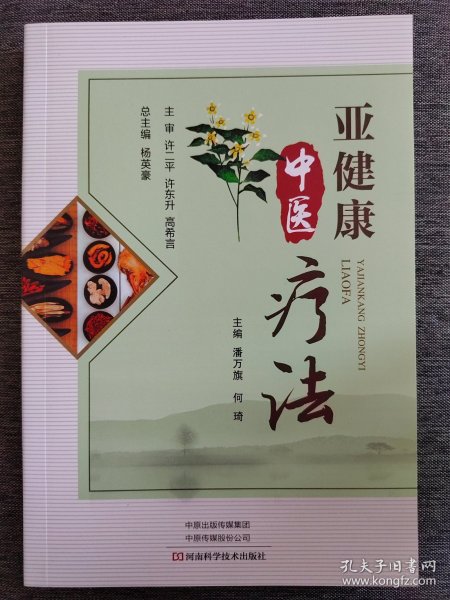 亚健康
中医
疗法
YAJIANKANG ZHONGYI
LIAOFA
主 审 许二平 许东升 高希言
总主编 杨英豪
主编 潘万旗 何 琦
中原出版传媒集团
中原传媒股份公司
河南科学技术出版社
孔夫子旧书网
www.kongfz.com